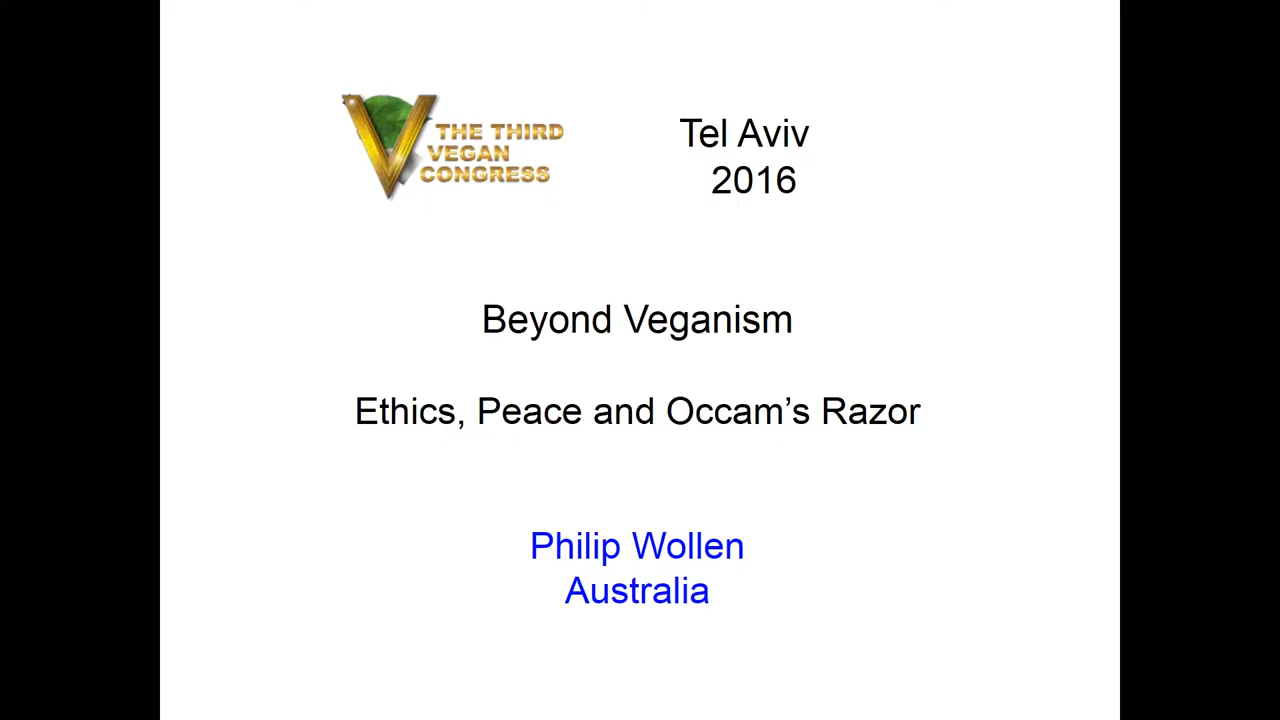 THE THIRD
VEGAN
CONGRESS
Tel Aviv
2016
Beyond Veganism
Ethics, Peace and Occam’s Razor
Philip Wollen
Australia